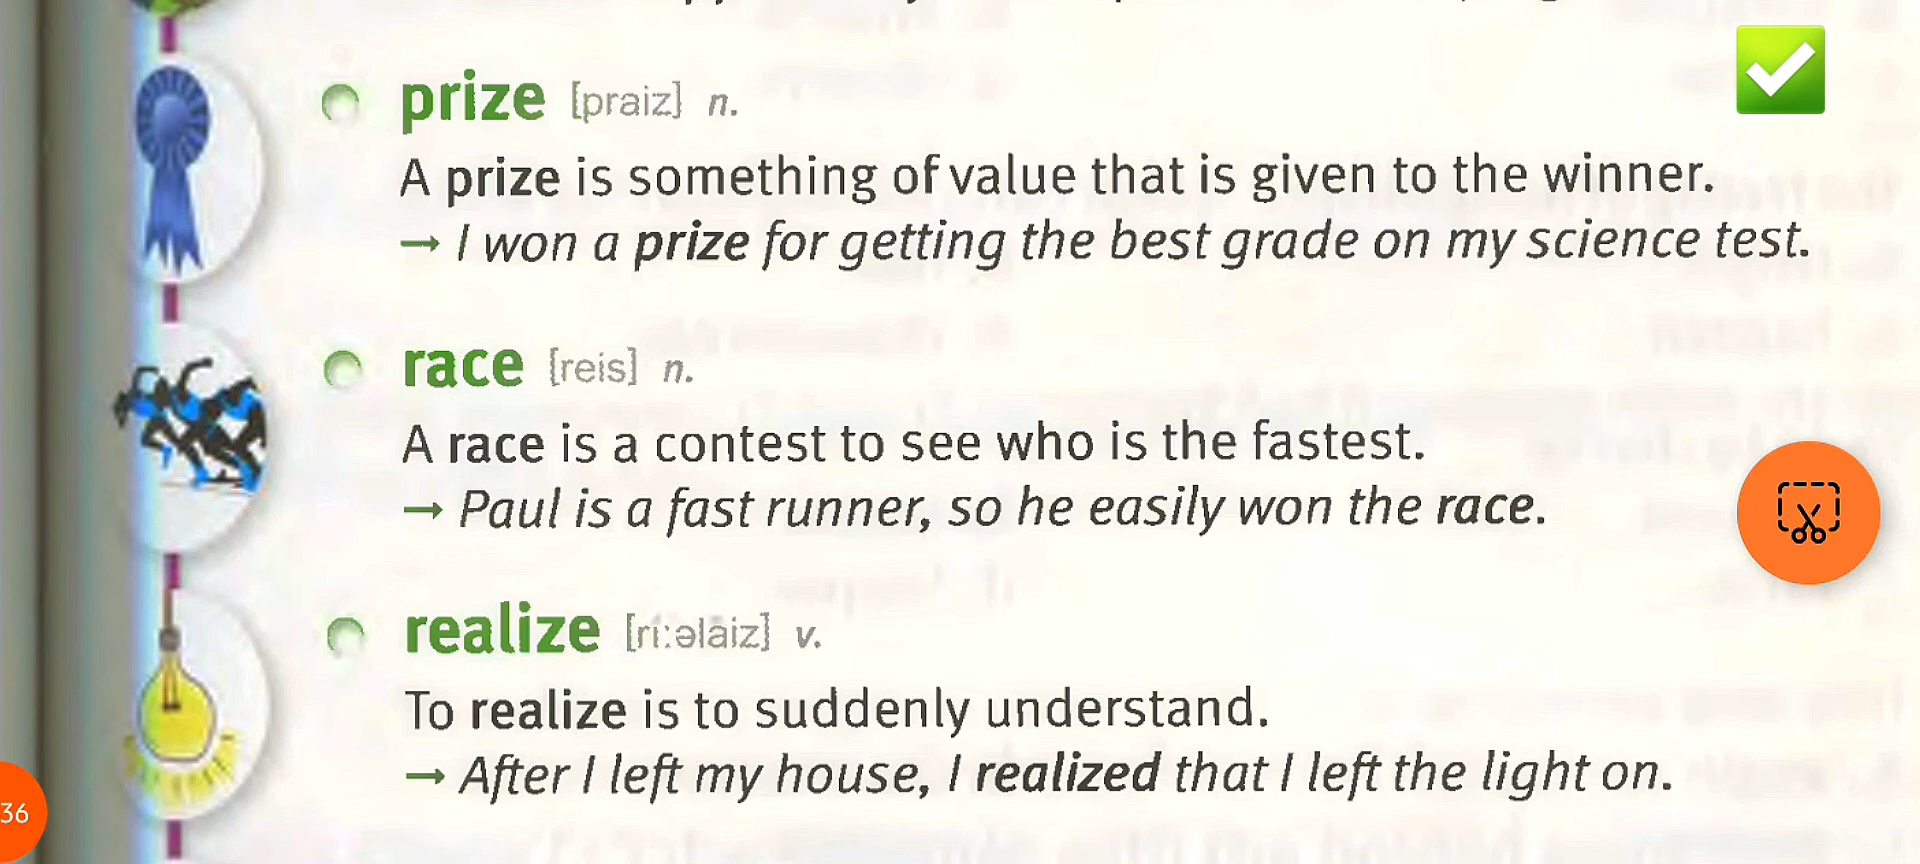 prize [praiz] n.
A prize is something of value that is given to the winner.
→ I won a prize for getting the best grade on my science test.
race [reis] n.
A race is a contest to see who is the fastest.
→ Paul is a fast runner, so he easily won the race.
realize [rí:əlàiz] v.
To realize is to suddenly understand.
→ After I left my house, I realized that I left the light on.
36